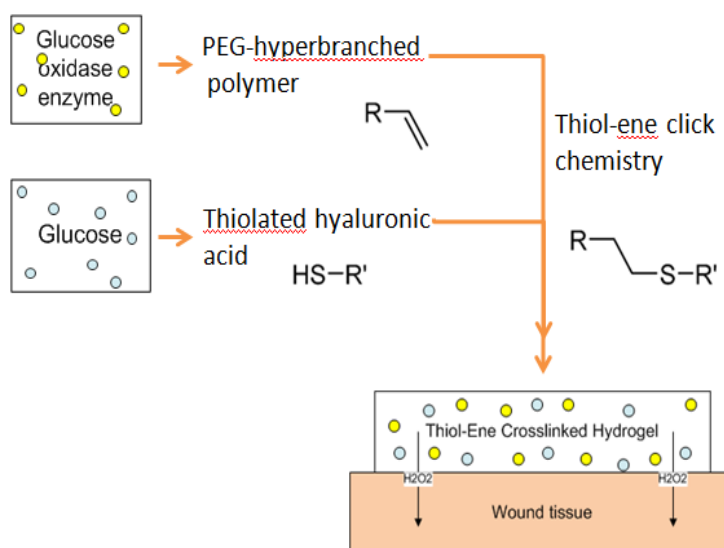 Glucose
oxidase
enzyme
PEG-hyperbranched
polymer
R
Thiol-ene click
chemistry
Glucose
Thiolated hyaluronic
acid
HS-R'
R
S-R'
Thiol-Ene Crosslinked Hydrogel
H2O2
H2O2
Wound tissue